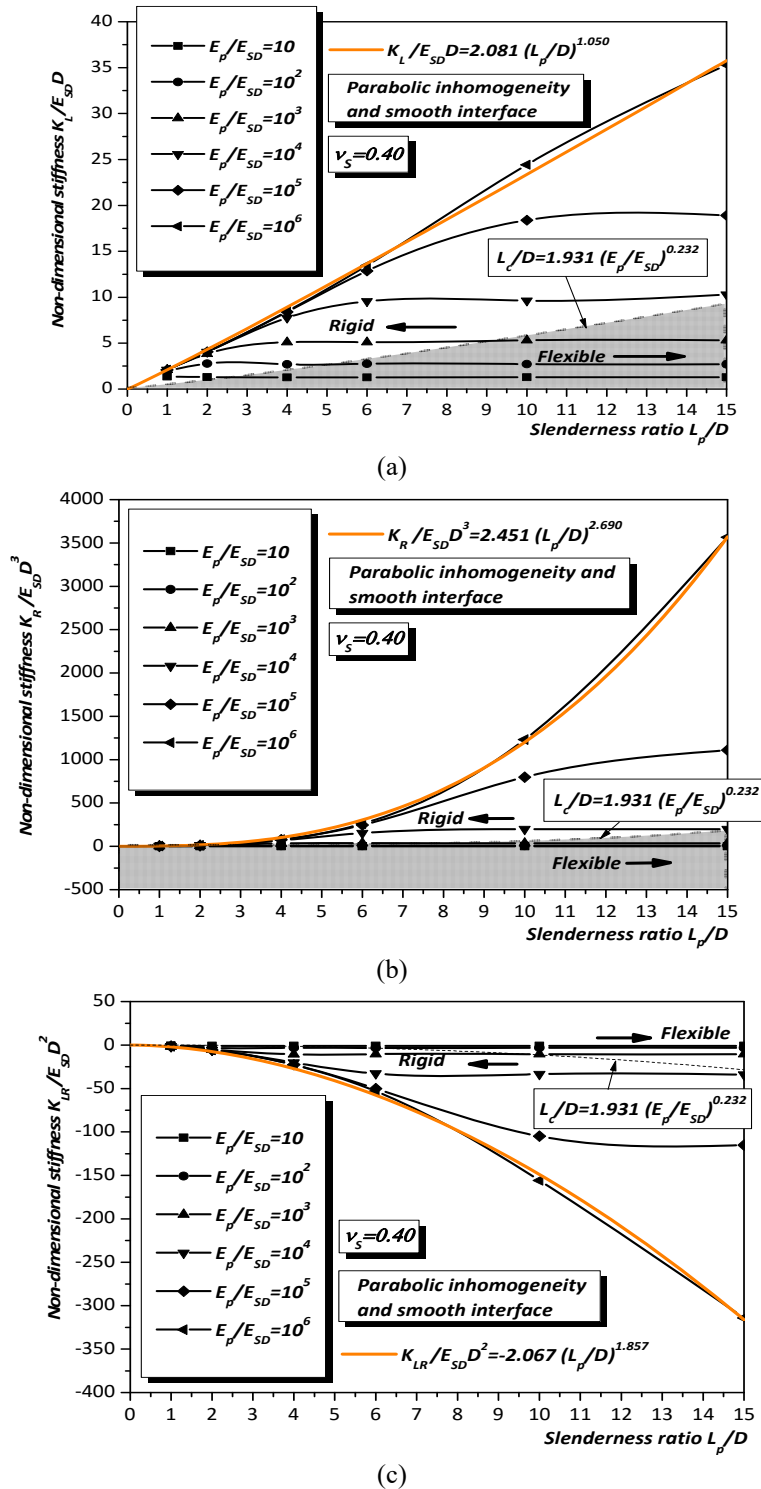 40
35
30
25
20
15
10
5
0
Non-dimensional stiffness K_L/E_SD D
E_p/E_SD=10
E_p/E_SD=10^2
E_p/E_SD=10^3
E_p/E_SD=10^4
E_p/E_SD=10^5
E_p/E_SD=10^6
K_L/E_SD D=2.081 (L_p/D)^1.050
Parabolic inhomogeneity
and smooth interface
ν_S=0.40
L_c/D=1.931 (E_p/E_SD)^0.232
Rigid
Flexible
0 1 2 3 4 5 6 7 8 9 10 11 12 13 14 15
Slenderness ratio L_p/D
(a)
4000
3500
3000
2500
2000
1500
1000
500
0
-500
Non-dimensional stiffness K_R/E_SD D^3
E_p/E_SD=10
E_p/E_SD=10^2
E_p/E_SD=10^3
E_p/E_SD=10^4
E_p/E_SD=10^5
E_p/E_SD=10^6
K_R/E_SD D^3=2.451 (L_p/D)^2.690
Parabolic inhomogeneity and
smooth interface
ν_S=0.40
L_c/D=1.931 (E_p/E_SD)^0.232
Rigid
Flexible
0 1 2 3 4 5 6 7 8 9 10 11 12 13 14 15
Slenderness ratio L_p/D
(b)
50
0
-50
-100
-150
-200
-250
-300
-350
-400
Non-dimensional stiffness K_LR/E_SD D^2
Flexible
Rigid
L_c/D=1.931 (E_p/E_SD)^0.232
E_p/E_SD=10
E_p/E_SD=10^2
E_p/E_SD=10^3
E_p/E_SD=10^4
E_p/E_SD=10^5
E_p/E_SD=10^6
ν_S=0.40
Parabolic inhomogeneity
and smooth interface
K_LR/E_SD D^2=-2.067 (L_p/D)^1.857
0 1 2 3 4 5 6 7 8 9 10 11 12 13 14 15
Slenderness ratio L_p/D
(c)